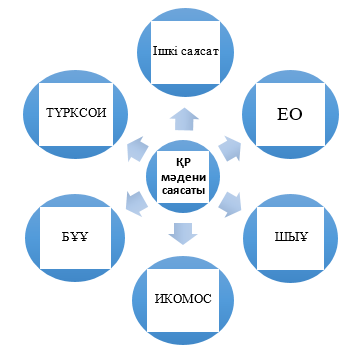 Ішкі саясат
ТҮРКСОИ
ЕО
ҚР
мәдени
саясаты
БҰҰ
ШЫҰ
ИКОМОС